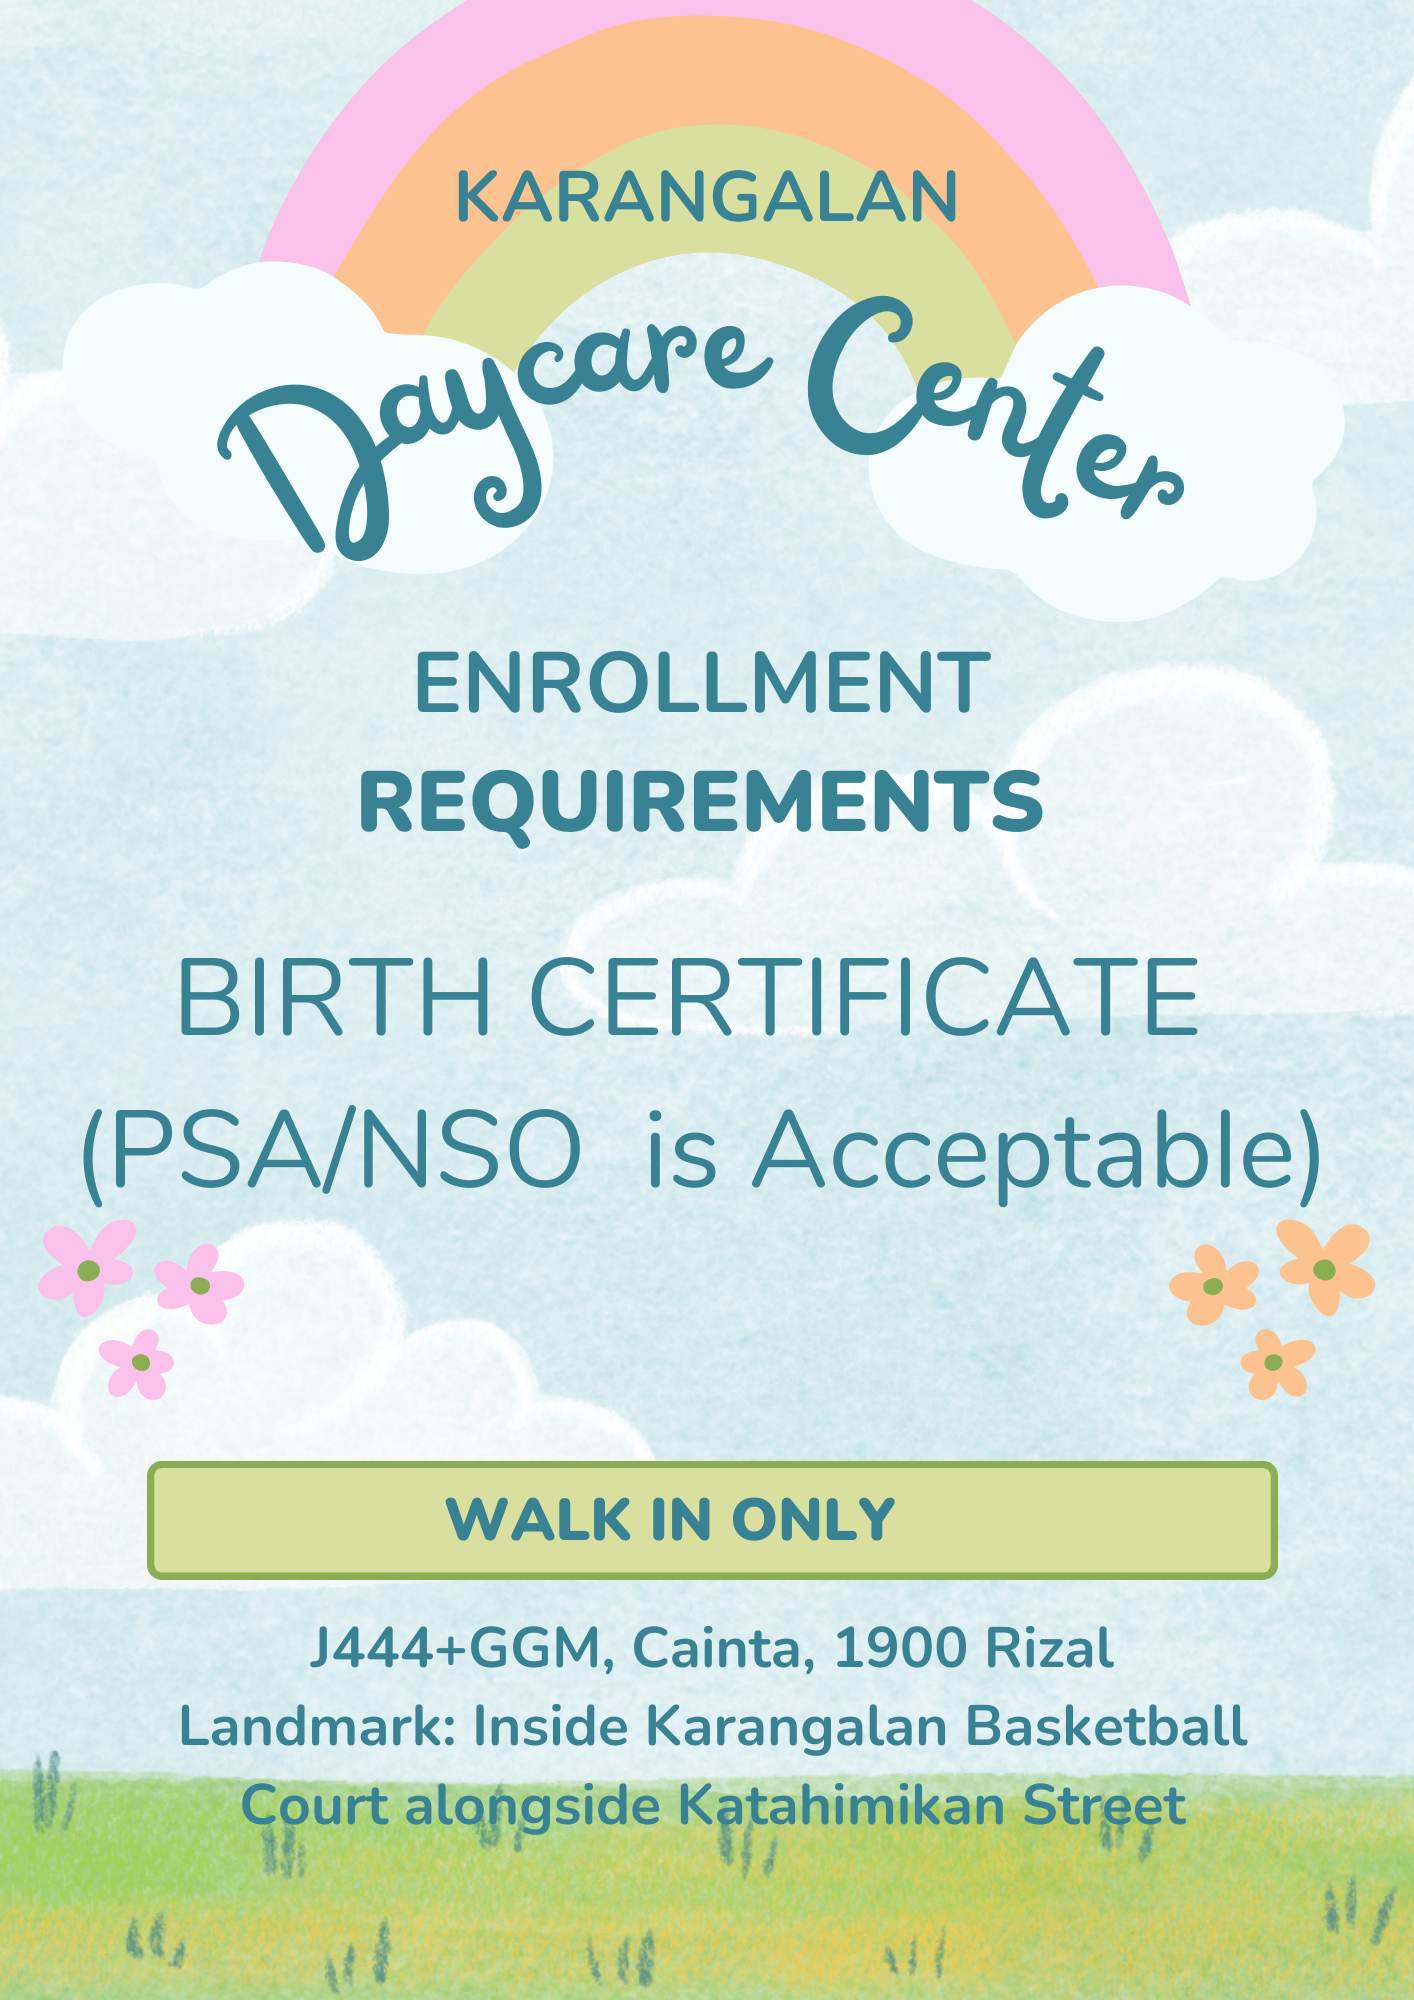 KARANGALAN
Daycare Center
ENROLLMENT
REQUIREMENTS
BIRTH CERTIFICATE
(PSA/NSO is Acceptable)
WALK IN ONLY
J444+GGM, Cainta, 1900 Rizal
Landmark: Inside Karangalan Basketball
Court alongside Katahimikan Street